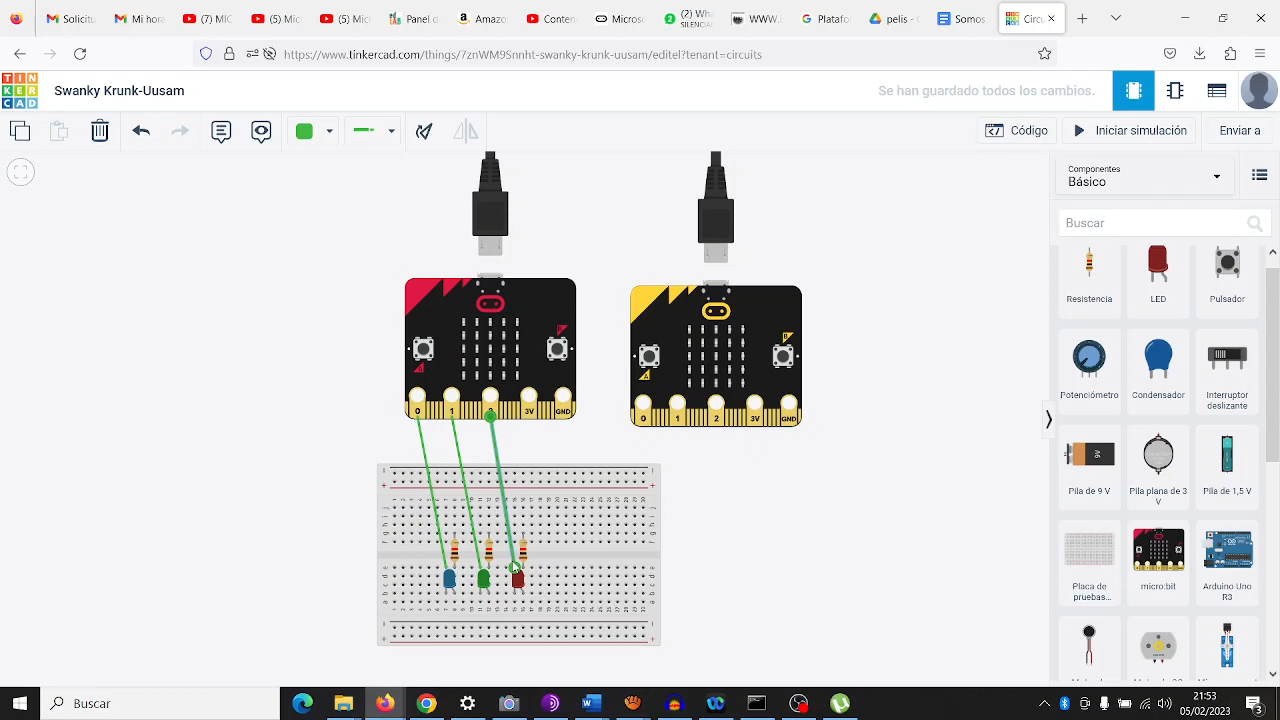 Solicitu
Mi hora
(7) MIC
(5) Mic
(5) Micr
Panel d
Amazo
Conten
Micros
(2) Wha
SILENCIA
WWW.
Platafo
pelis - G
Somos
Circu
https://www.tinkercad.com/things/7znWM9Snnht-swanky-krunk-uusam/editel?tenant=circuits
TIN
KER
CAD
Swanky Krunk-Uusam
Se han guardado todos los cambios.
Código
Iniciar simulación
Enviar a
Componentes
Básico
Buscar
Resistencia
LED
Pulsador
Potenciómetro
Condensador
Interruptor
deslizante
Pila de 9 V
Pila plana de 3
V
Pila de 1,5 V
Placa de
pruebas...
micro:bit
Arduino Uno
R3
A
B
0 1 2 3V GND
A
B
0 1 2 3V GND
Buscar
21:53
05/02/2023